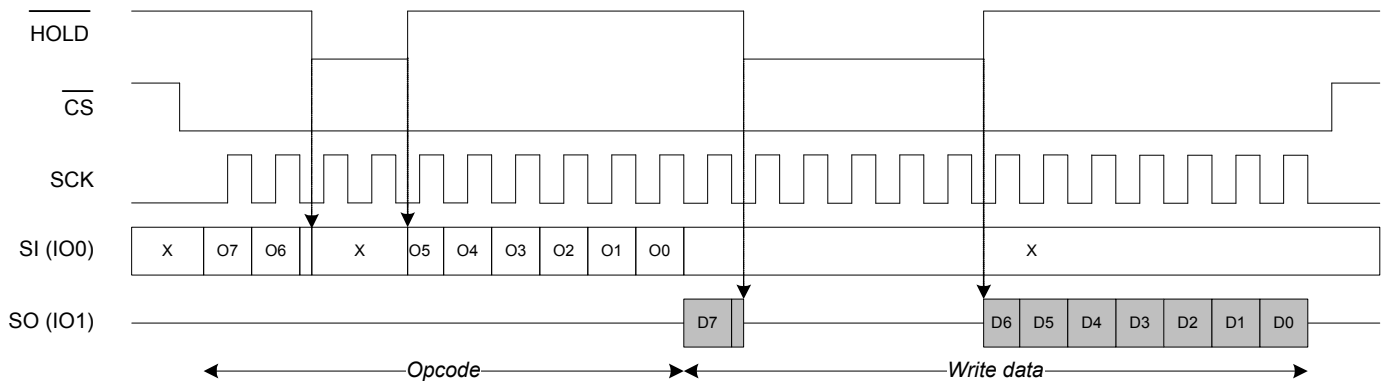 HOLD
CS
SCK
SI (IO0) X O7 O6 X O5 O4 O3 O2 O1 O0 X
SO (IO1) D7 D6 D5 D4 D3 D2 D1 D0
Opcode Write data